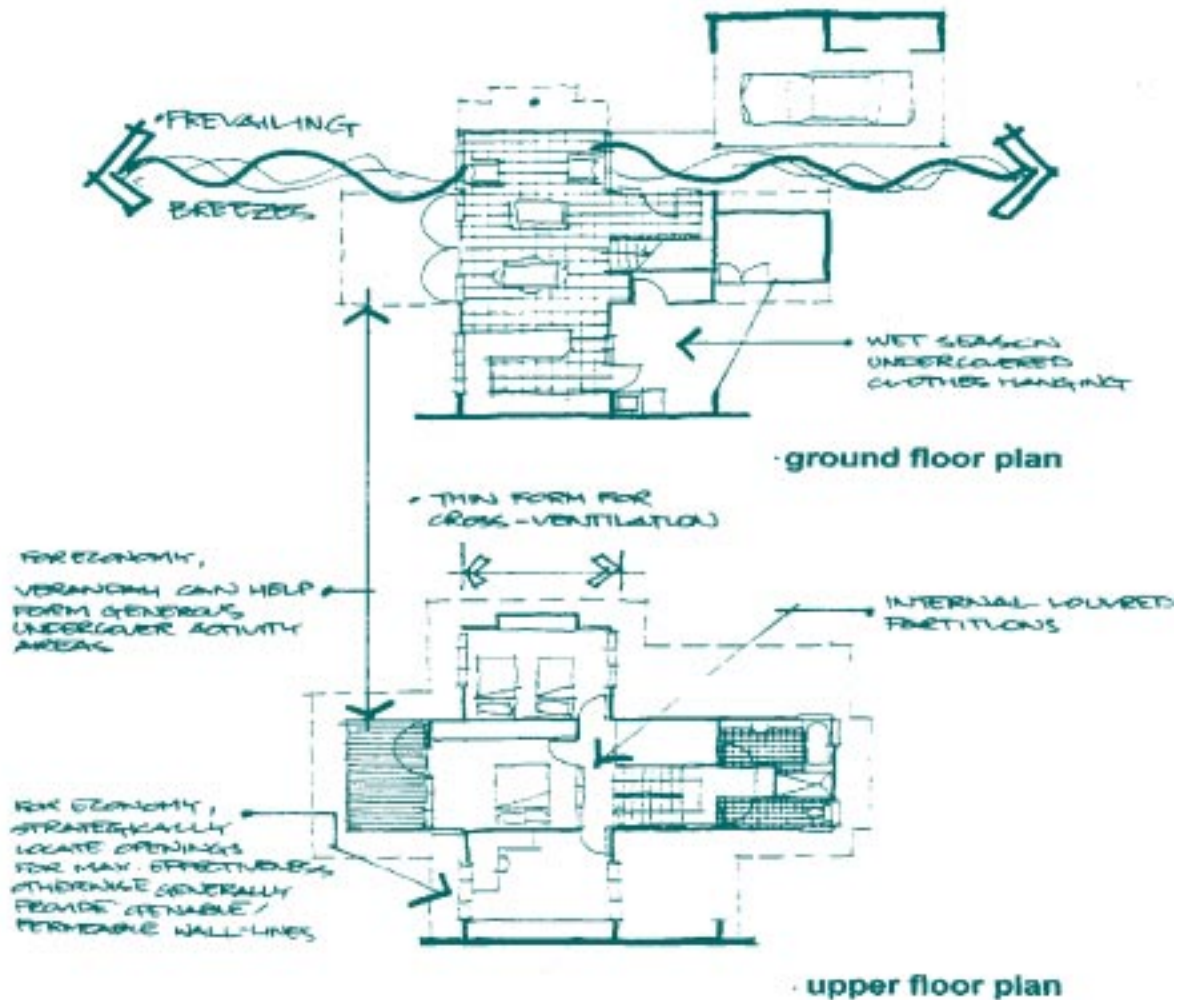 • PREVAILING
BREEZES
WET SEASON
UNDERCOVERED
CLOTHES HANGING
· ground floor plan
• THIN FORM FOR
CROSS-VENTILATION
FOR ECONOMY,
VERANDAH CAN HELP
FORM GENEROUS
UNDERCOVER ACTIVITY
AREAS
INTERNAL LOUVRED
PARTITIONS
FOR ECONOMY,
STRATEGICALLY
LOCATE OPENINGS
FOR MAX. EFFECTIVENESS
OTHERWISE GENERALLY
PROVIDE OPENABLE/
PERMEABLE WALL-LINES
· upper floor plan